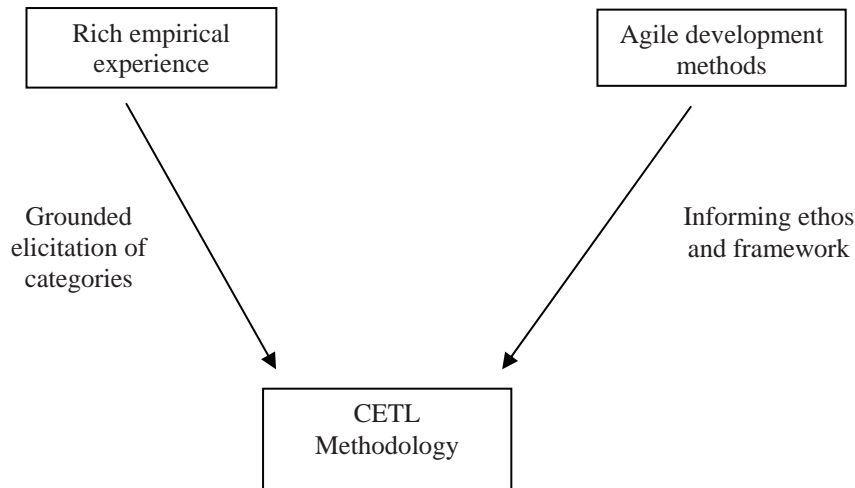 Rich empirical
experience
Agile development
methods
Grounded
elicitation of
categories
Informing ethos
and framework
CETL
Methodology